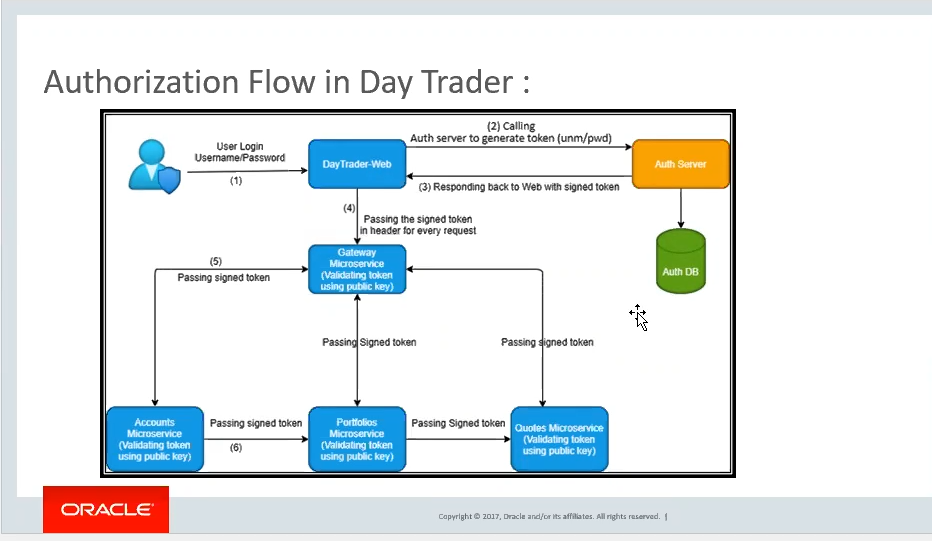 Authorization Flow in Day Trader :
(2) Calling
Auth server to generate token (unm/pwd)
User Login
Username/Password
(1)
DayTrader-Web
Auth Server
(3) Responding back to Web with signed token
(4)
Passing the signed token
in header for every request
Gateway
Microservice
(Validating token
using public key)
Auth DB
(5)
Passing signed token
Passing Signed token
Passing signed token
Accounts
Microservice
(Validating token
using public key)
Passing signed token
(6)
Portfolios
Microservice
(Validating token
using public key)
Passing Signed token
Quotes Microservice
(Validating token
using public key)
ORACLE
Copyright © 2017, Oracle and/or its affiliates. All rights reserved. |